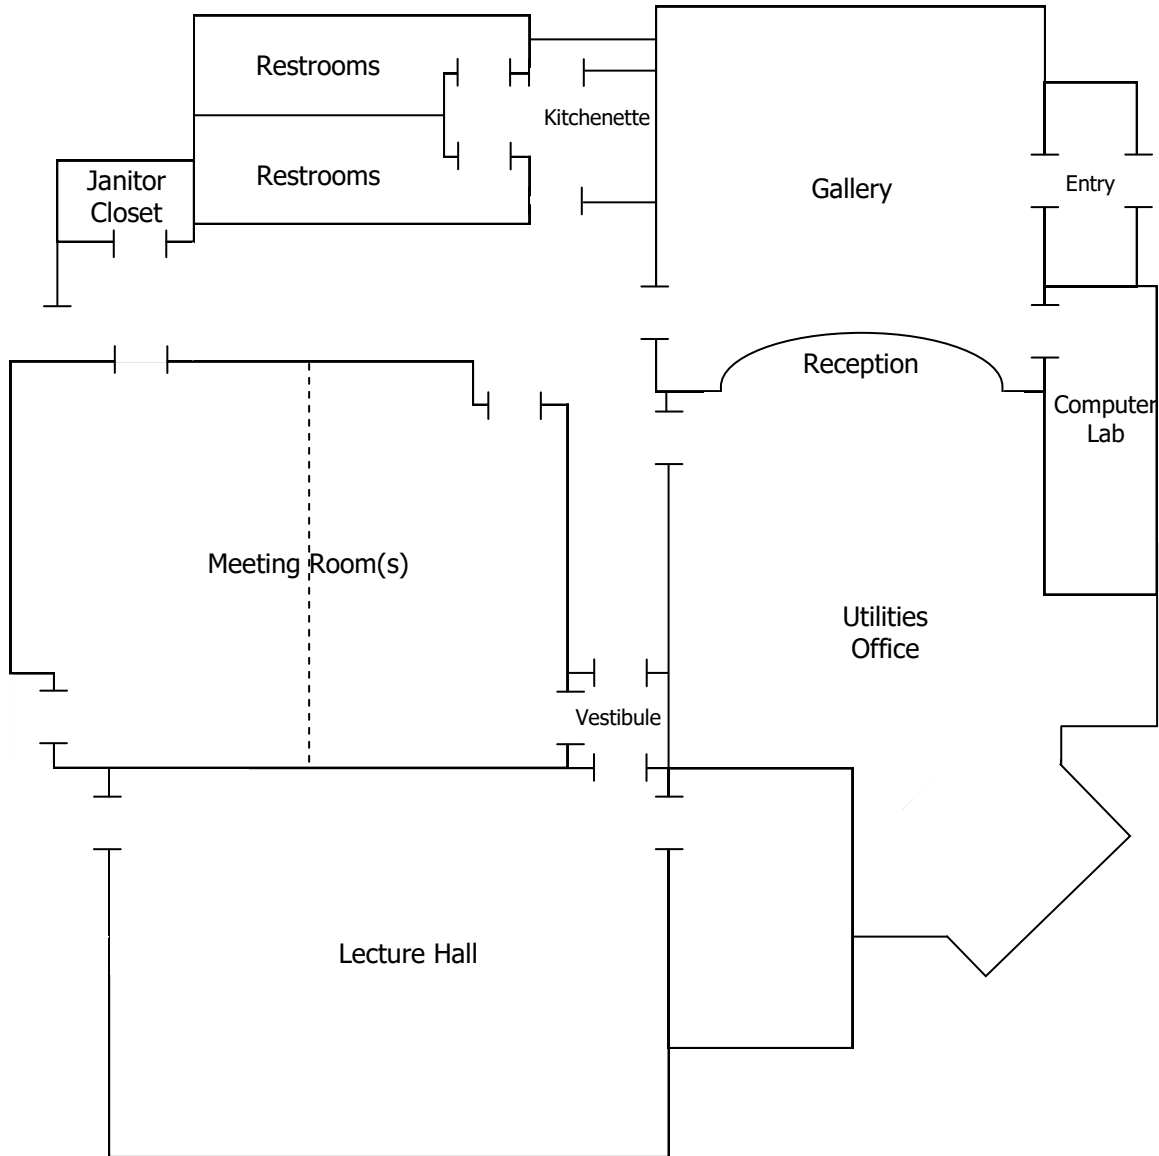 Restrooms
Kitchenette
Restrooms
Janitor
Closet
Gallery
Entry
Reception
Computer
Lab
Meeting Room(s)
Utilities
Office
Vestibule
Lecture Hall